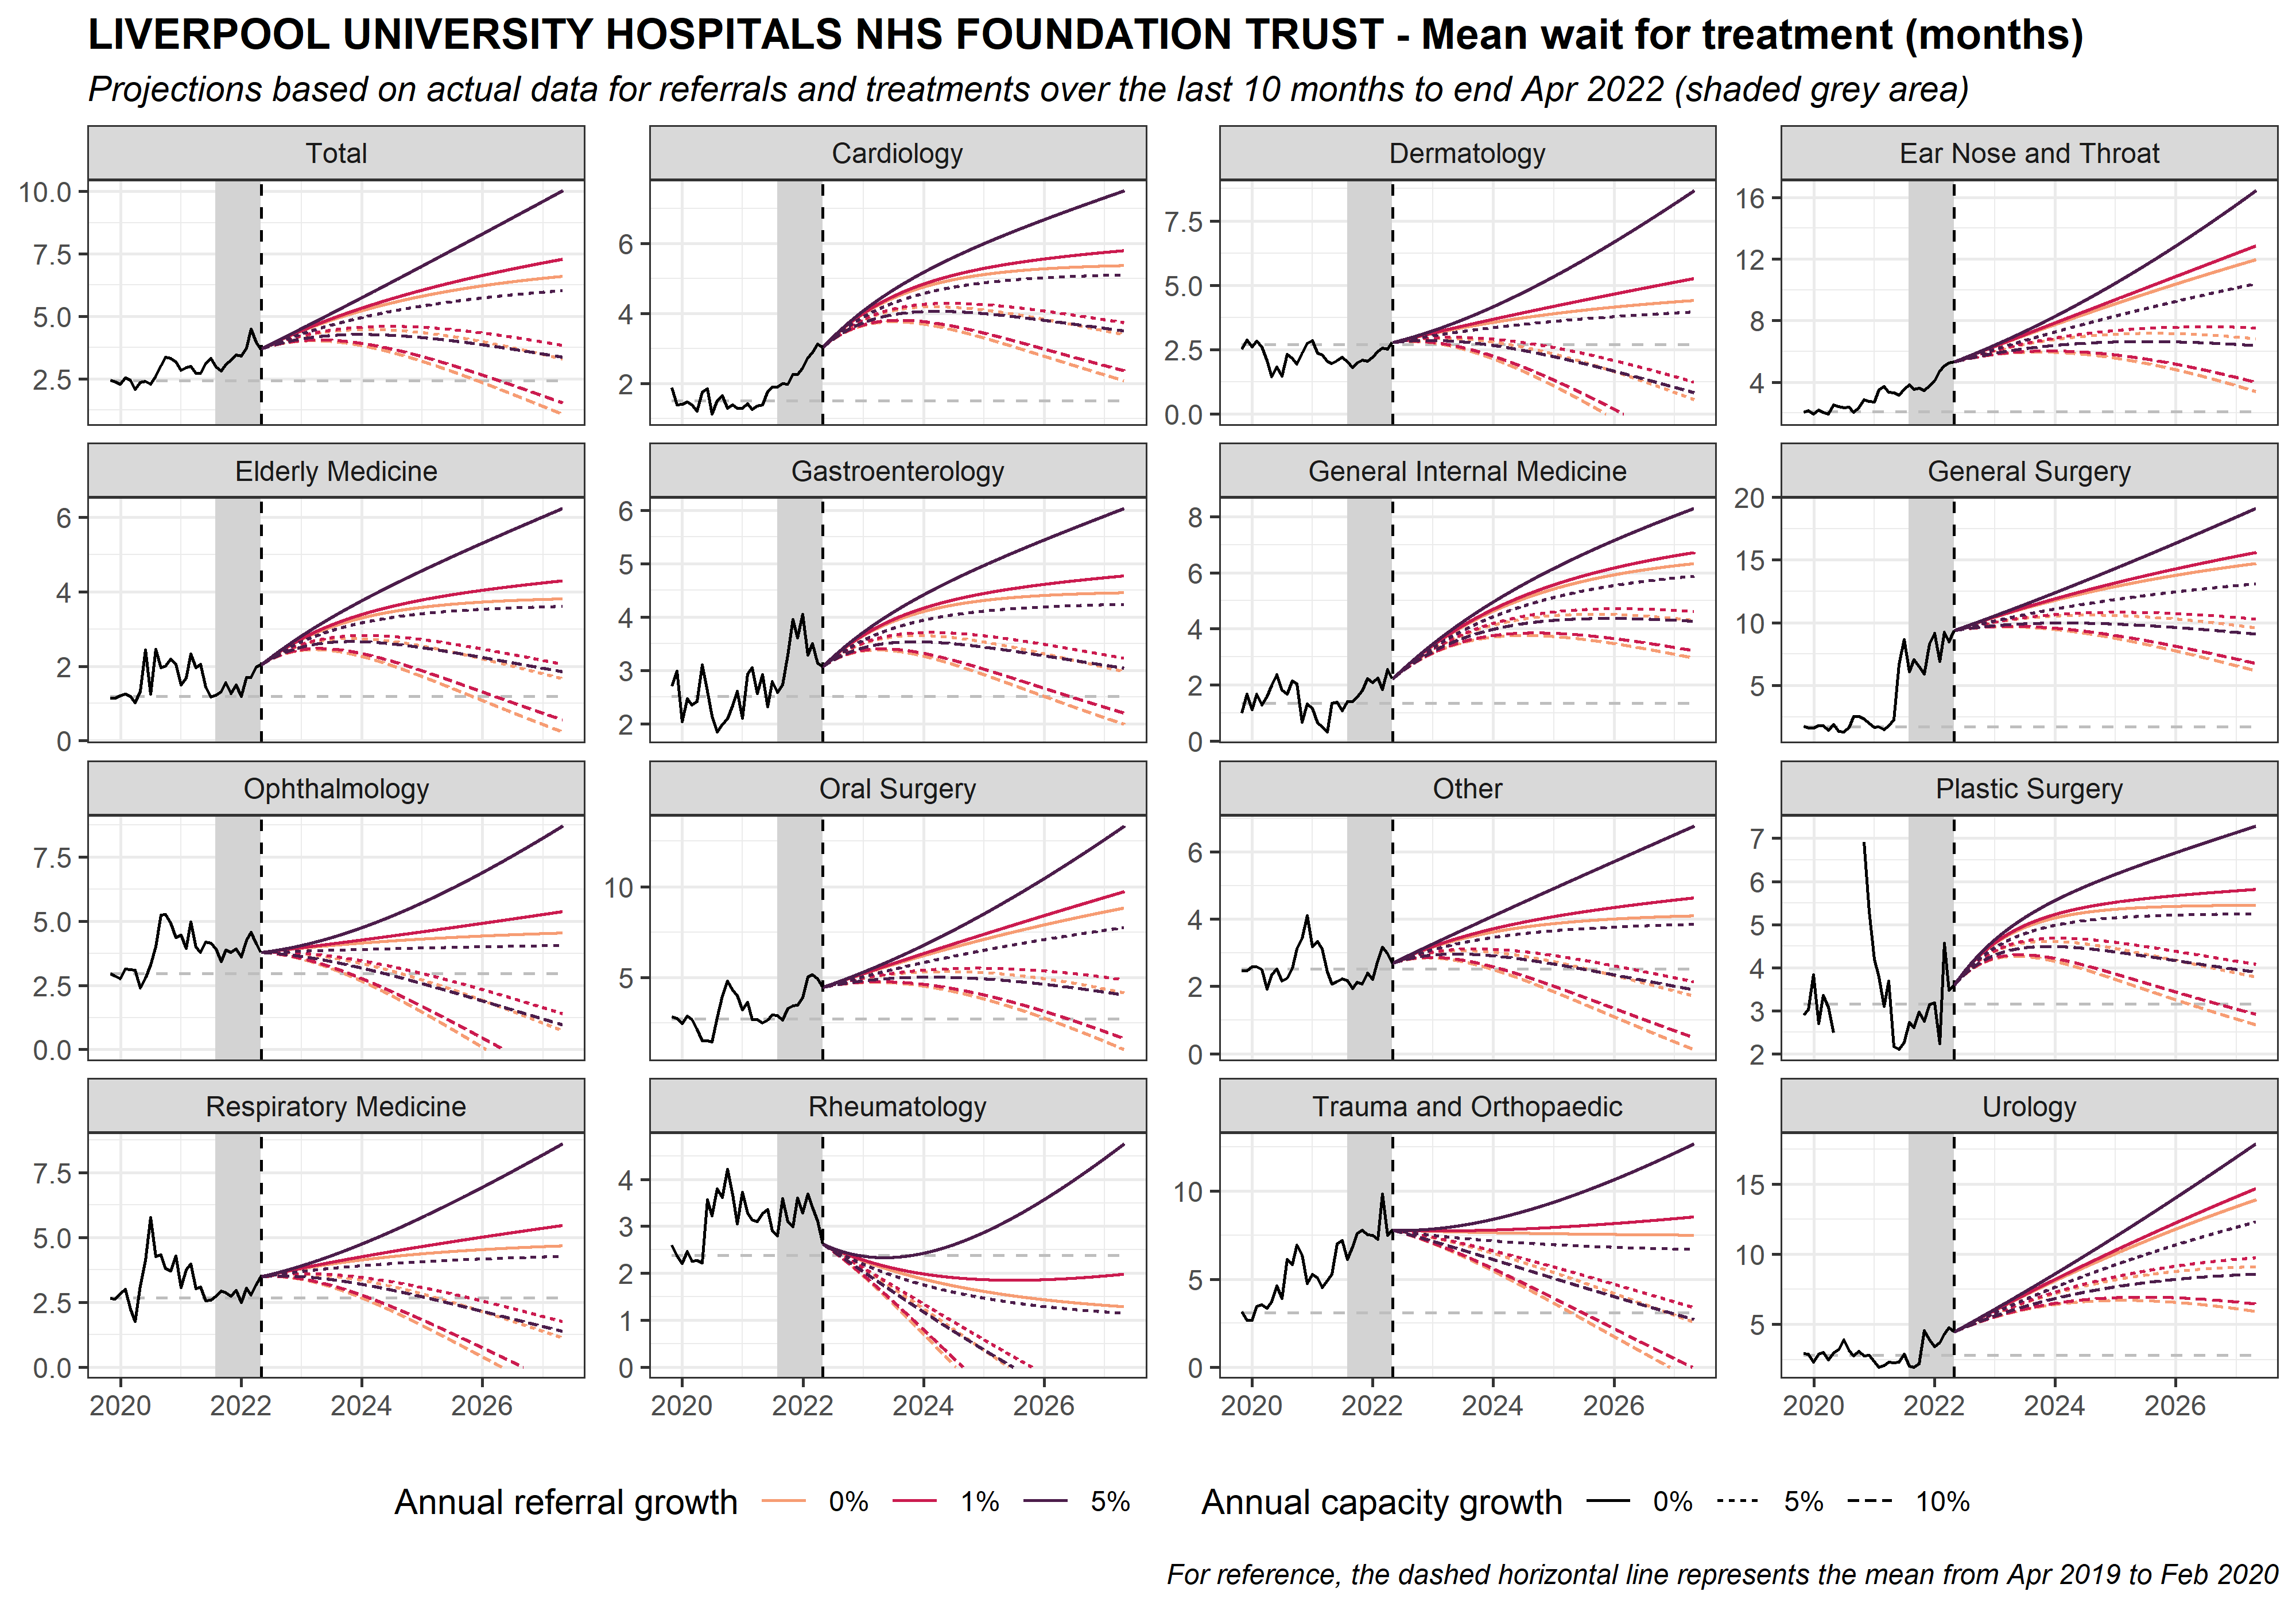 LIVERPOOL UNIVERSITY HOSPITALS NHS FOUNDATION TRUST - Mean wait for treatment (months)
Projections based on actual data for referrals and treatments over the last 10 months to end Apr 2022 (shaded grey area)
Total
10.0
7.5
5.0
2.5
Cardiology
6
4
2
Dermatology
7.5
5.0
2.5
0.0
Ear Nose and Throat
16
12
8
4
Elderly Medicine
6
4
2
0
Gastroenterology
6
5
4
3
2
General Internal Medicine
8
6
4
2
0
General Surgery
20
15
10
5
Ophthalmology
7.5
5.0
2.5
0.0
Oral Surgery
10
5
Other
6
4
2
0
Plastic Surgery
7
6
5
4
3
2
Respiratory Medicine
7.5
5.0
2.5
0.0
Rheumatology
4
3
2
1
0
Trauma and Orthopaedic
10
5
0
Urology
15
10
5
2020 2022 2024 2026
2020 2022 2024 2026
2020 2022 2024 2026
2020 2022 2024 2026
Annual referral growth 0% 1% 5%
Annual capacity growth 0% 5% 10%
For reference, the dashed horizontal line represents the mean from Apr 2019 to Feb 2020